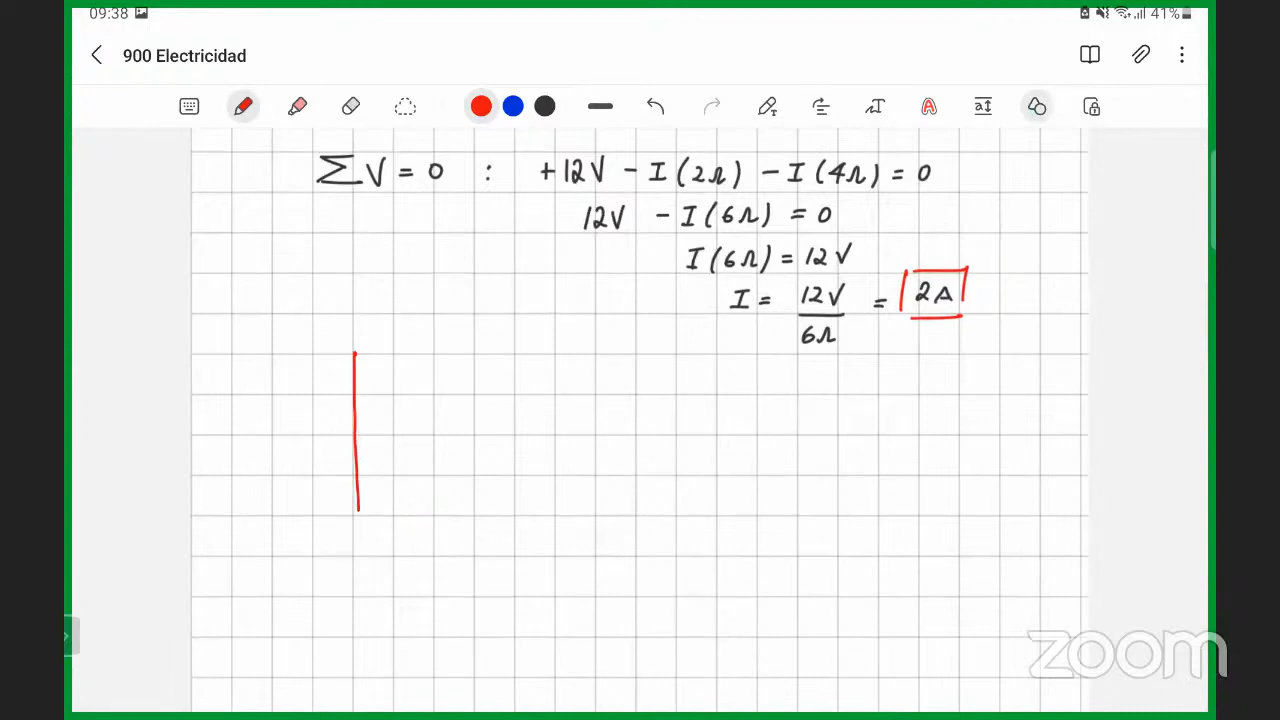 09:38 41%
900 Electricidad
ΣV = 0 : +12V - I(2Ω) - I(4Ω) = 0
12V - I(6Ω) = 0
I(6Ω) = 12V
I = 12V/6Ω = 2A
zoom